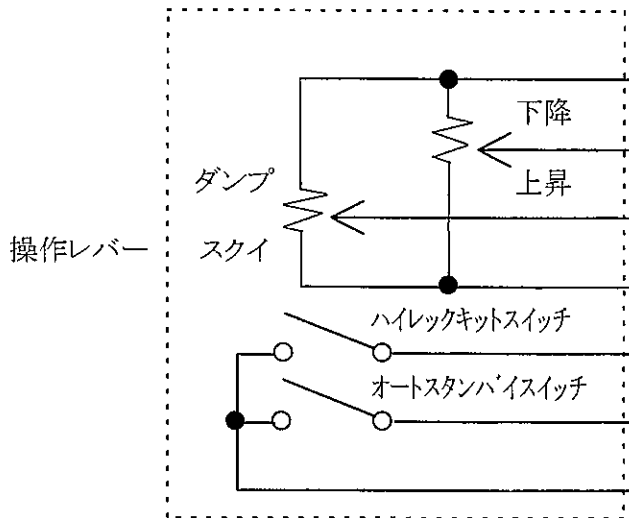 下降
上昇
ダンプ
スクイ
操作レバー
ハイレックキットスイッチ
オートスタンバイスイッチ